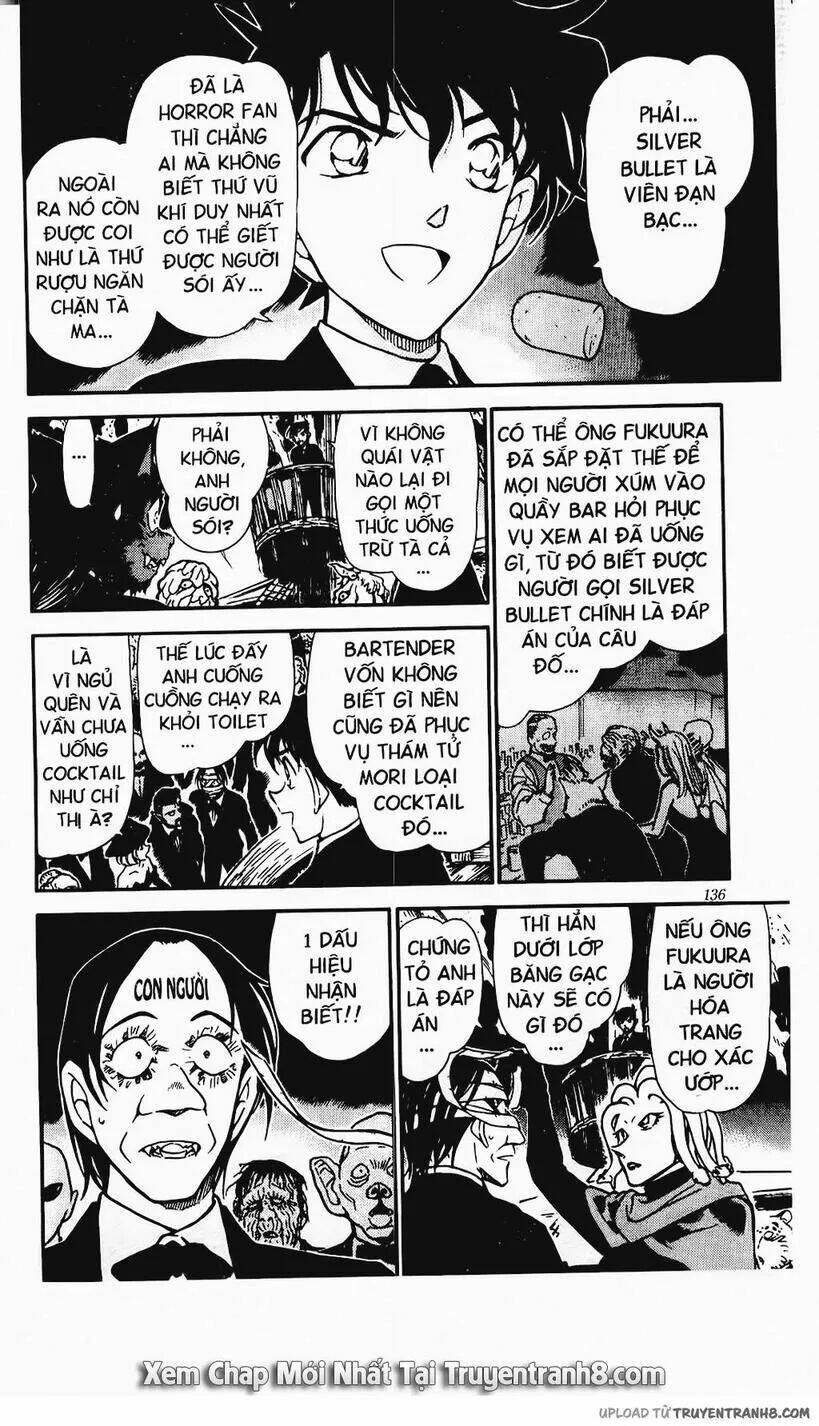 PHẢI...
SILVER
BULLET LÀ
VIÊN ĐẠN
BẠC...
ĐÃ LÀ
HORROR FAN
THÌ CHẲNG
AI MÀ KHÔNG
BIẾT THỨ VŨ
KHÍ DUY NHẤT
CÓ THỂ GIẾT
ĐƯỢC NGƯỜI
SÓI ẤY...
NGOÀI
RA NÓ CÒN
ĐƯỢC COI
NHƯ LÀ THỨ
RƯỢU NGĂN
CHẶN TÀ
MA...
CÓ THỂ ÔNG FUKUURA
ĐÃ SẮP ĐẶT THẾ ĐỂ
MỌI NGƯỜI XÚM VÀO
QUẦY BAR HỎI PHỤC
VỤ XEM AI ĐÃ UỐNG
GÌ, TỪ ĐÓ BIẾT ĐƯỢC
NGƯỜI GỌI SILVER
BULLET CHÍNH LÀ ĐÁP
ÁN CỦA CÂU
ĐỐ...
VÌ KHÔNG
QUÁI VẬT
NÀO LẠI ĐI
GỌI MỘT
THỨC UỐNG
TRỪ TÀ CẢ
...
PHẢI
KHÔNG,
ANH
NGƯỜI
SÓI?
...
BARTENDER
VỐN KHÔNG
BIẾT GÌ NÊN
CŨNG ĐÃ PHỤC
VỤ THÁM TỬ
MORI LOẠI
COCKTAIL
ĐÓ...
THẾ LÚC ĐẤY
ANH CUỐNG
CUỒNG CHẠY RA
KHỎI TOILET
...
LÀ
VÌ NGỦ
QUÊN VÀ
VẪN CHƯA
UỐNG
COCKTAIL
NHƯ CHỈ
THỊ À?
136
NẾU ÔNG
FUKUURA
LÀ NGƯỜI
HÓA
TRANG
CHO XÁC
ƯỚP...
THÌ HẲN
DƯỚI LỚP
BĂNG GẠC
NÀY SẼ CÓ
GÌ ĐÓ
...
CHỨNG
TỎ ANH
LÀ ĐÁP
ÁN
...
1 DẤU
HIỆU
NHẬN
BIẾT!!
CON NGƯỜI
Xem Chap Mới Nhất Tại Truyentranh8.com
UPLOAD TỪ TRUYENTRANH8.COM